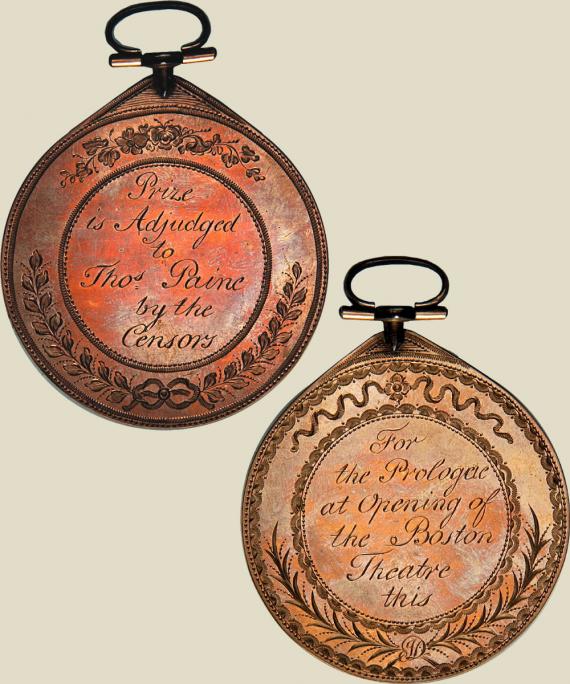 Prize
is Adjudged
to
Thos Paine
by the
Censors
For
the Prologue
at Opening of
the Boston
Theatre
this